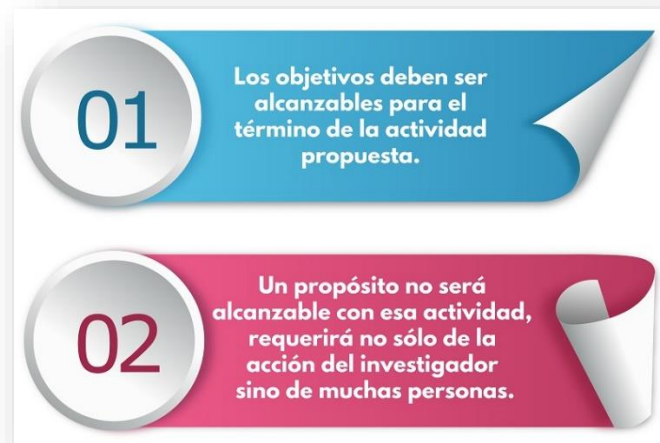 01
Los objetivos deben ser
alcanzables para el
término de la actividad
propuesta.
02
Un propósito no será
alcanzable con esa actividad,
requerirá no sólo de la
acción del investigador
sino de muchas personas.